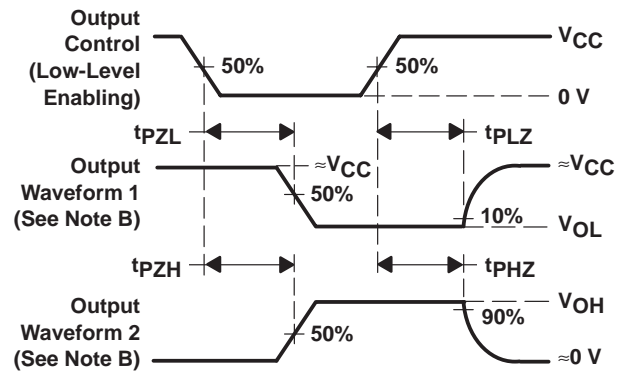 Output
Control
(Low-Level
Enabling)
50%
50%
VCC
0 V
tPZL
tPLZ
Output
Waveform 1
(See Note B)
≈VCC
50%
≈VCC
10%
VOL
tPZH
tPHZ
Output
Waveform 2
(See Note B)
50%
VOH
90%
≈0 V